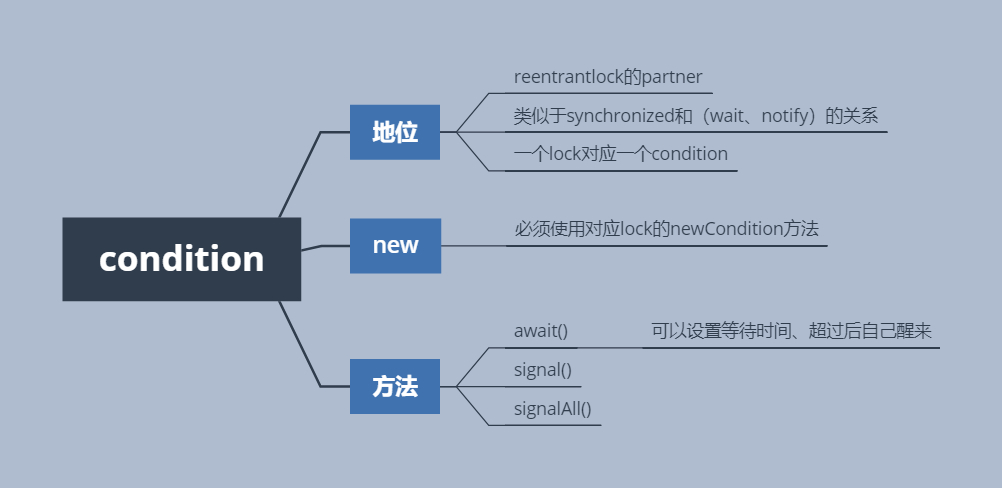 condition
地位
reentrantlock的partner
类似于synchronized和（wait、notify）的关系
一个lock对应一个condition
new
必须使用对应lock的newCondition方法
方法
await()
可以设置等待时间、超过后自己醒来
signal()
signalAll()